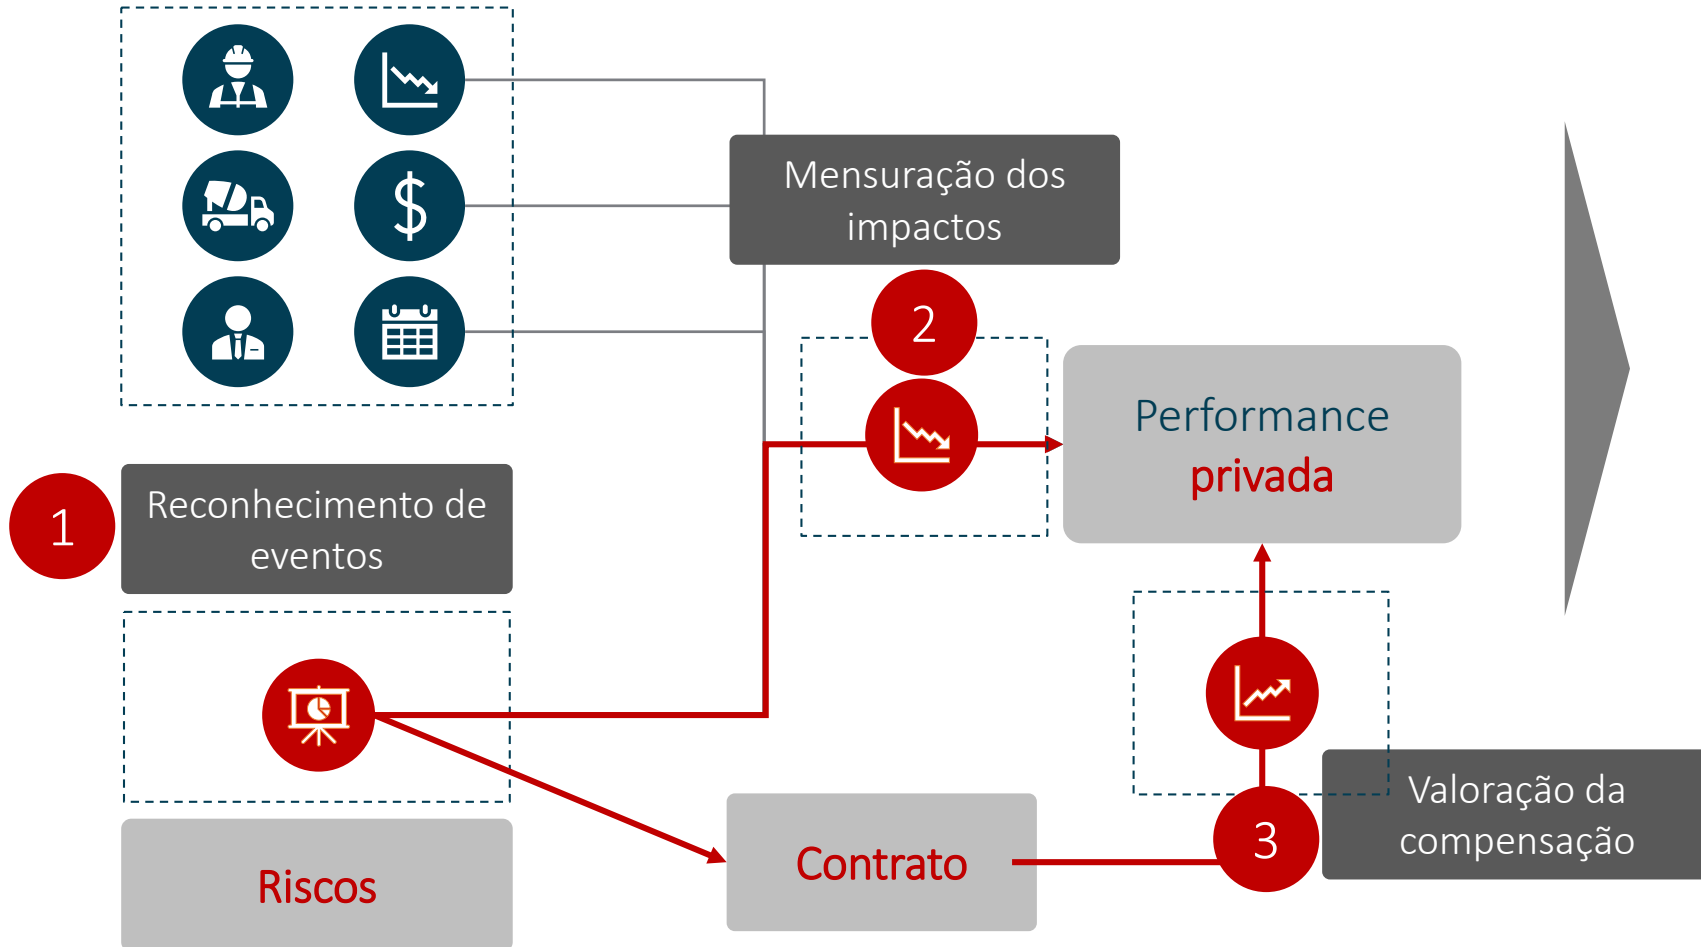 Mensuração dos
impactos
2
Performance
privada
1
Reconhecimento de
eventos
Valoração da
compensação
3
Contrato
Riscos